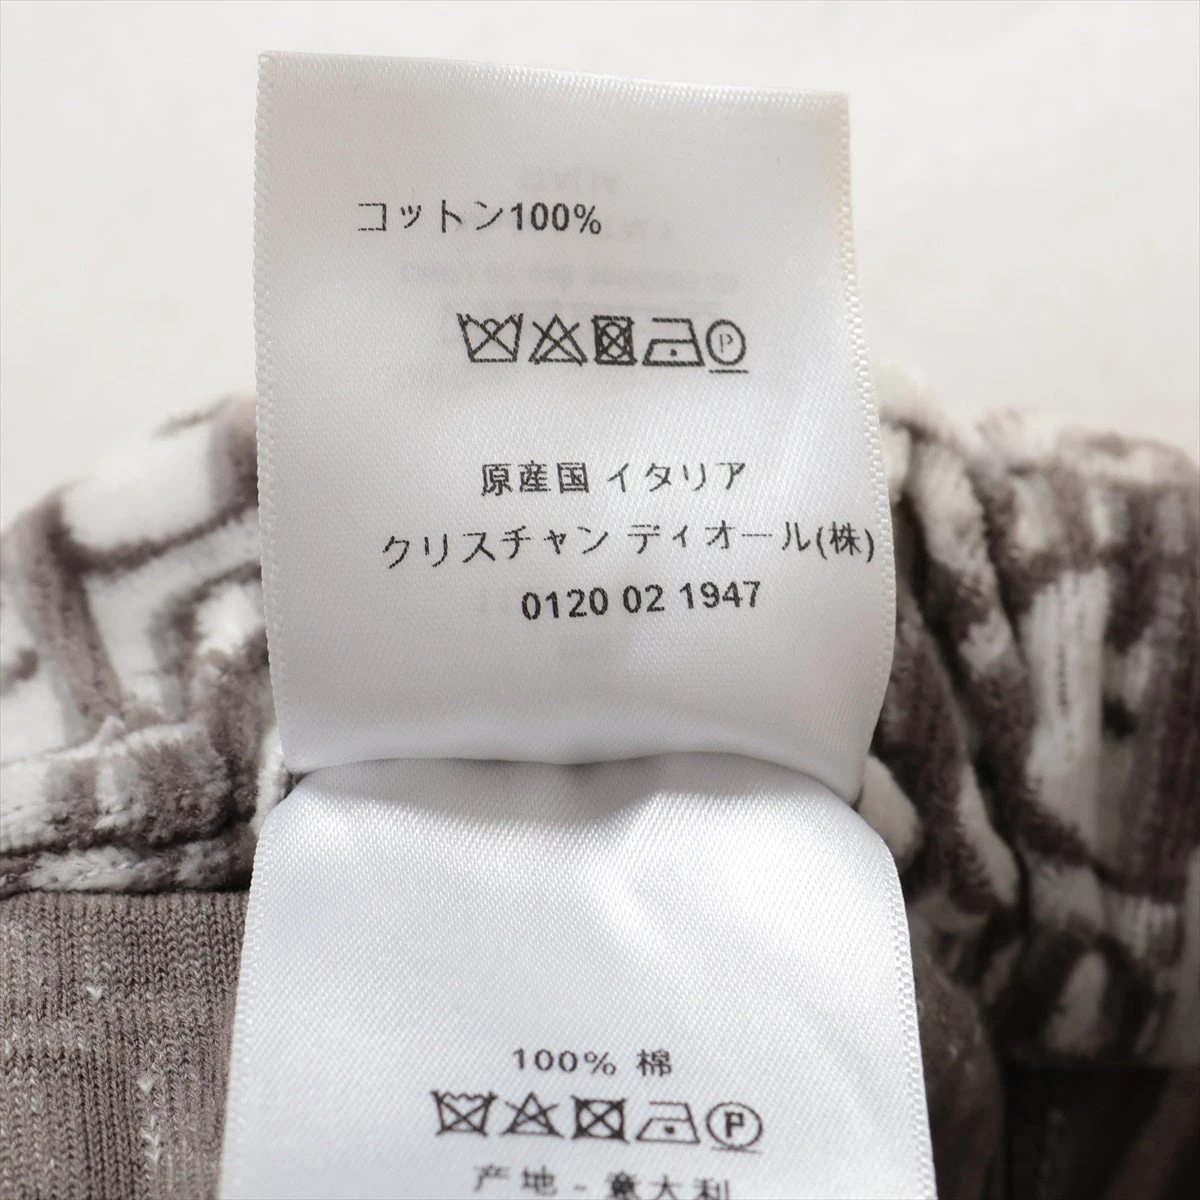 コットン100%
P
原産国 イタリア
クリスチャン ディオール(株)
0120 02 1947
100% 棉
P
产地 - 意大利